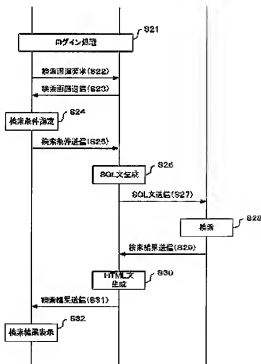 S21
ログイン処理
検索画面要求(S22)
検索画面送信(S23)
S24
検索条件設定
検索条件送信(S25)
S26
SQL文生成
SQL文送信(S27)
S28
検索
検索結果送信(S29)
S30
HTML文
生成
検索結果送信(S31)
S32
検索結果表示